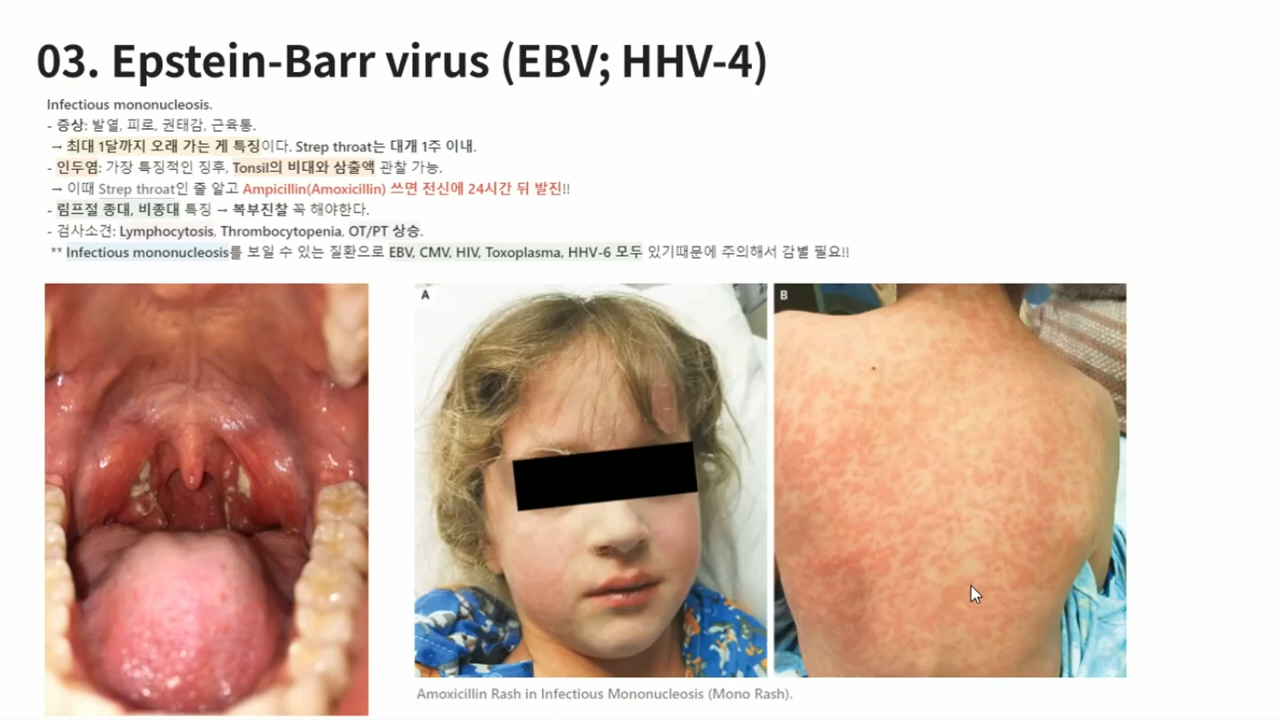 03. Epstein-Barr virus (EBV; HHV-4)
Infectious mononucleosis.
- 증상: 발열, 피로, 권태감, 근육통.
→ 최대 1달까지 오래 가는 게 특징이다. Strep throat는 대개 1주 이내.
- 인두염: 가장 특징적인 징후, Tonsil의 비대와 삼출액 관찰 가능.
→ 이때 Strep throat인 줄 알고 Ampicillin(Amoxicillin) 쓰면 전신에 24시간 뒤 발진!!
- 림프절 종대, 비종대 특징 → 복부진찰 꼭 해야한다.
- 검사소견: Lymphocytosis, Thrombocytopenia, OT/PT 상승.
** Infectious mononucleosis를 보일 수 있는 질환으로 EBV, CMV, HIV, Toxoplasma, HHV-6 모두 있기때문에 주의해서 감별 필요!!
A
B
Amoxicillin Rash in Infectious Mononucleosis (Mono Rash).